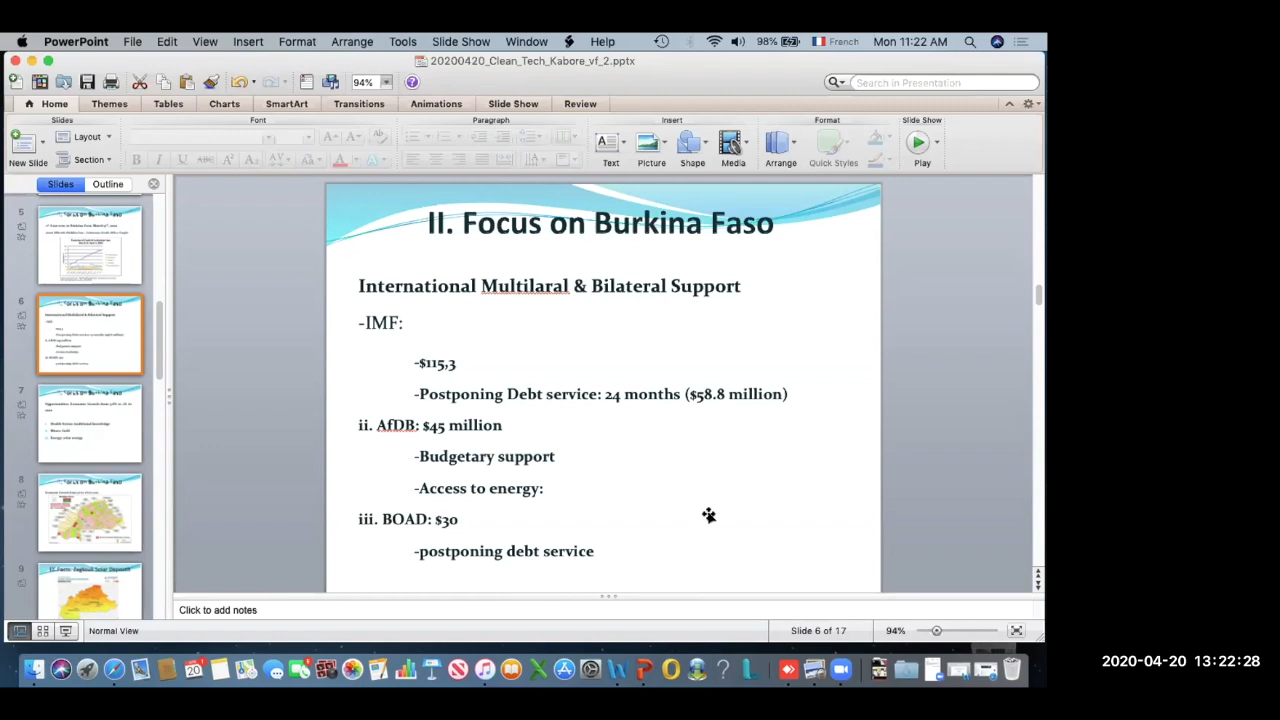 PowerPoint File Edit View Insert Format Arrange Tools Slide Show Window Help 98% French Mon 11:22 AM
20200420_Clean_Tech_Kabore_vf_2.pptx
94% Search in Presentation
Home Themes Tables Charts SmartArt Transitions Animations Slide Show Review
Slides Font Paragraph Insert Format Slide Show
New Slide Layout Section Text Picture Shape Media Arrange Quick Styles Play
Slides Outline
5
6
7
8
9
II. Focus on Burkina Faso
International Multilaral & Bilateral Support
-IMF:
-$115,3
-Postponing Debt service: 24 months ($58.8 million)
ii. AfDB: $45 million
-Budgetary support
-Access to energy:
iii. BOAD: $30
-postponing debt service
Click to add notes
Normal View Slide 6 of 17 94%
2020-04-20 13:22:28